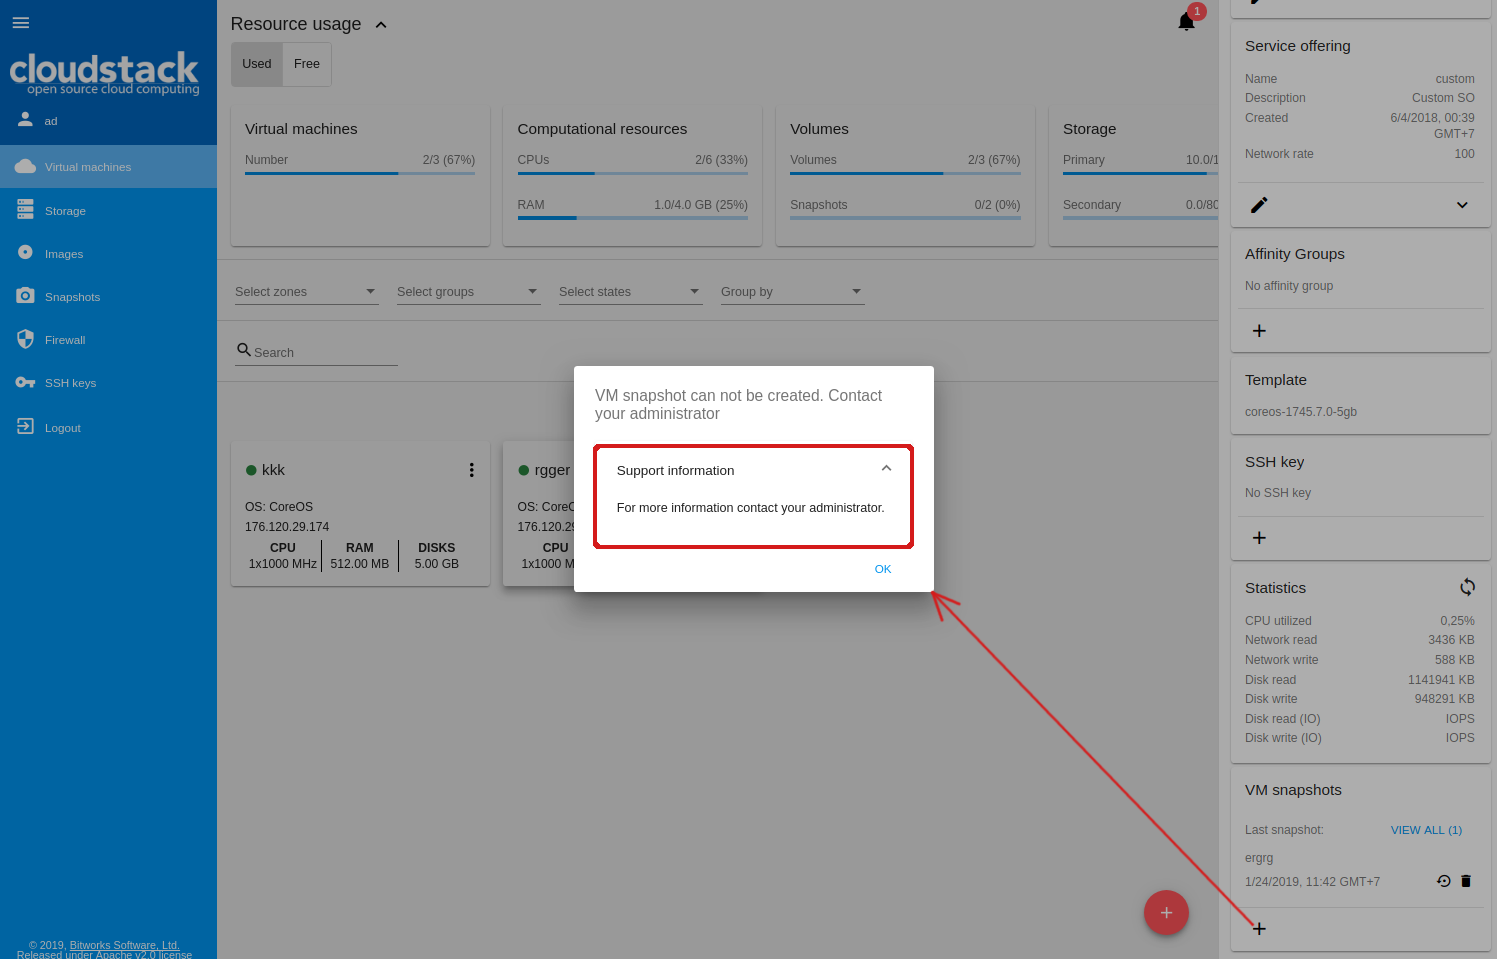 cloudstack
open source cloud computing
ad
Virtual machines
Storage
Images
Snapshots
Firewall
SSH keys
Logout
© 2019, Bitworks Software, Ltd.
Released under Apache v2.0 license
Resource usage
1
Used
Free
Virtual machines
Number 2/3 (67%)
Computational resources
CPUs 2/6 (33%)
RAM 1.0/4.0 GB (25%)
Volumes
Volumes 2/3 (67%)
Snapshots 0/2 (0%)
Storage
Primary 10.0/1
Secondary 0.0/80
Select zones
Select groups
Select states
Group by
Search
kkk
OS: CoreOS
176.120.29.174
CPU RAM DISKS
1x1000 MHz 512.00 MB 5.00 GB
rgger
OS: CoreO
176.120.29
CPU
1x1000 M
VM snapshot can not be created. Contact
your administrator
Support information
For more information contact your administrator.
OK
Service offering
Name custom
Description Custom SO
Created 6/4/2018, 00:39
GMT+7
Network rate 100
Affinity Groups
No affinity group
Template
coreos-1745.7.0-5gb
SSH key
No SSH key
Statistics
CPU utilized 0,25%
Network read 3436 KB
Network write 588 KB
Disk read 1141941 KB
Disk write 948291 KB
Disk read (IO) IOPS
Disk write (IO) IOPS
VM snapshots
Last snapshot: VIEW ALL (1)
ergrg
1/24/2019, 11:42 GMT+7